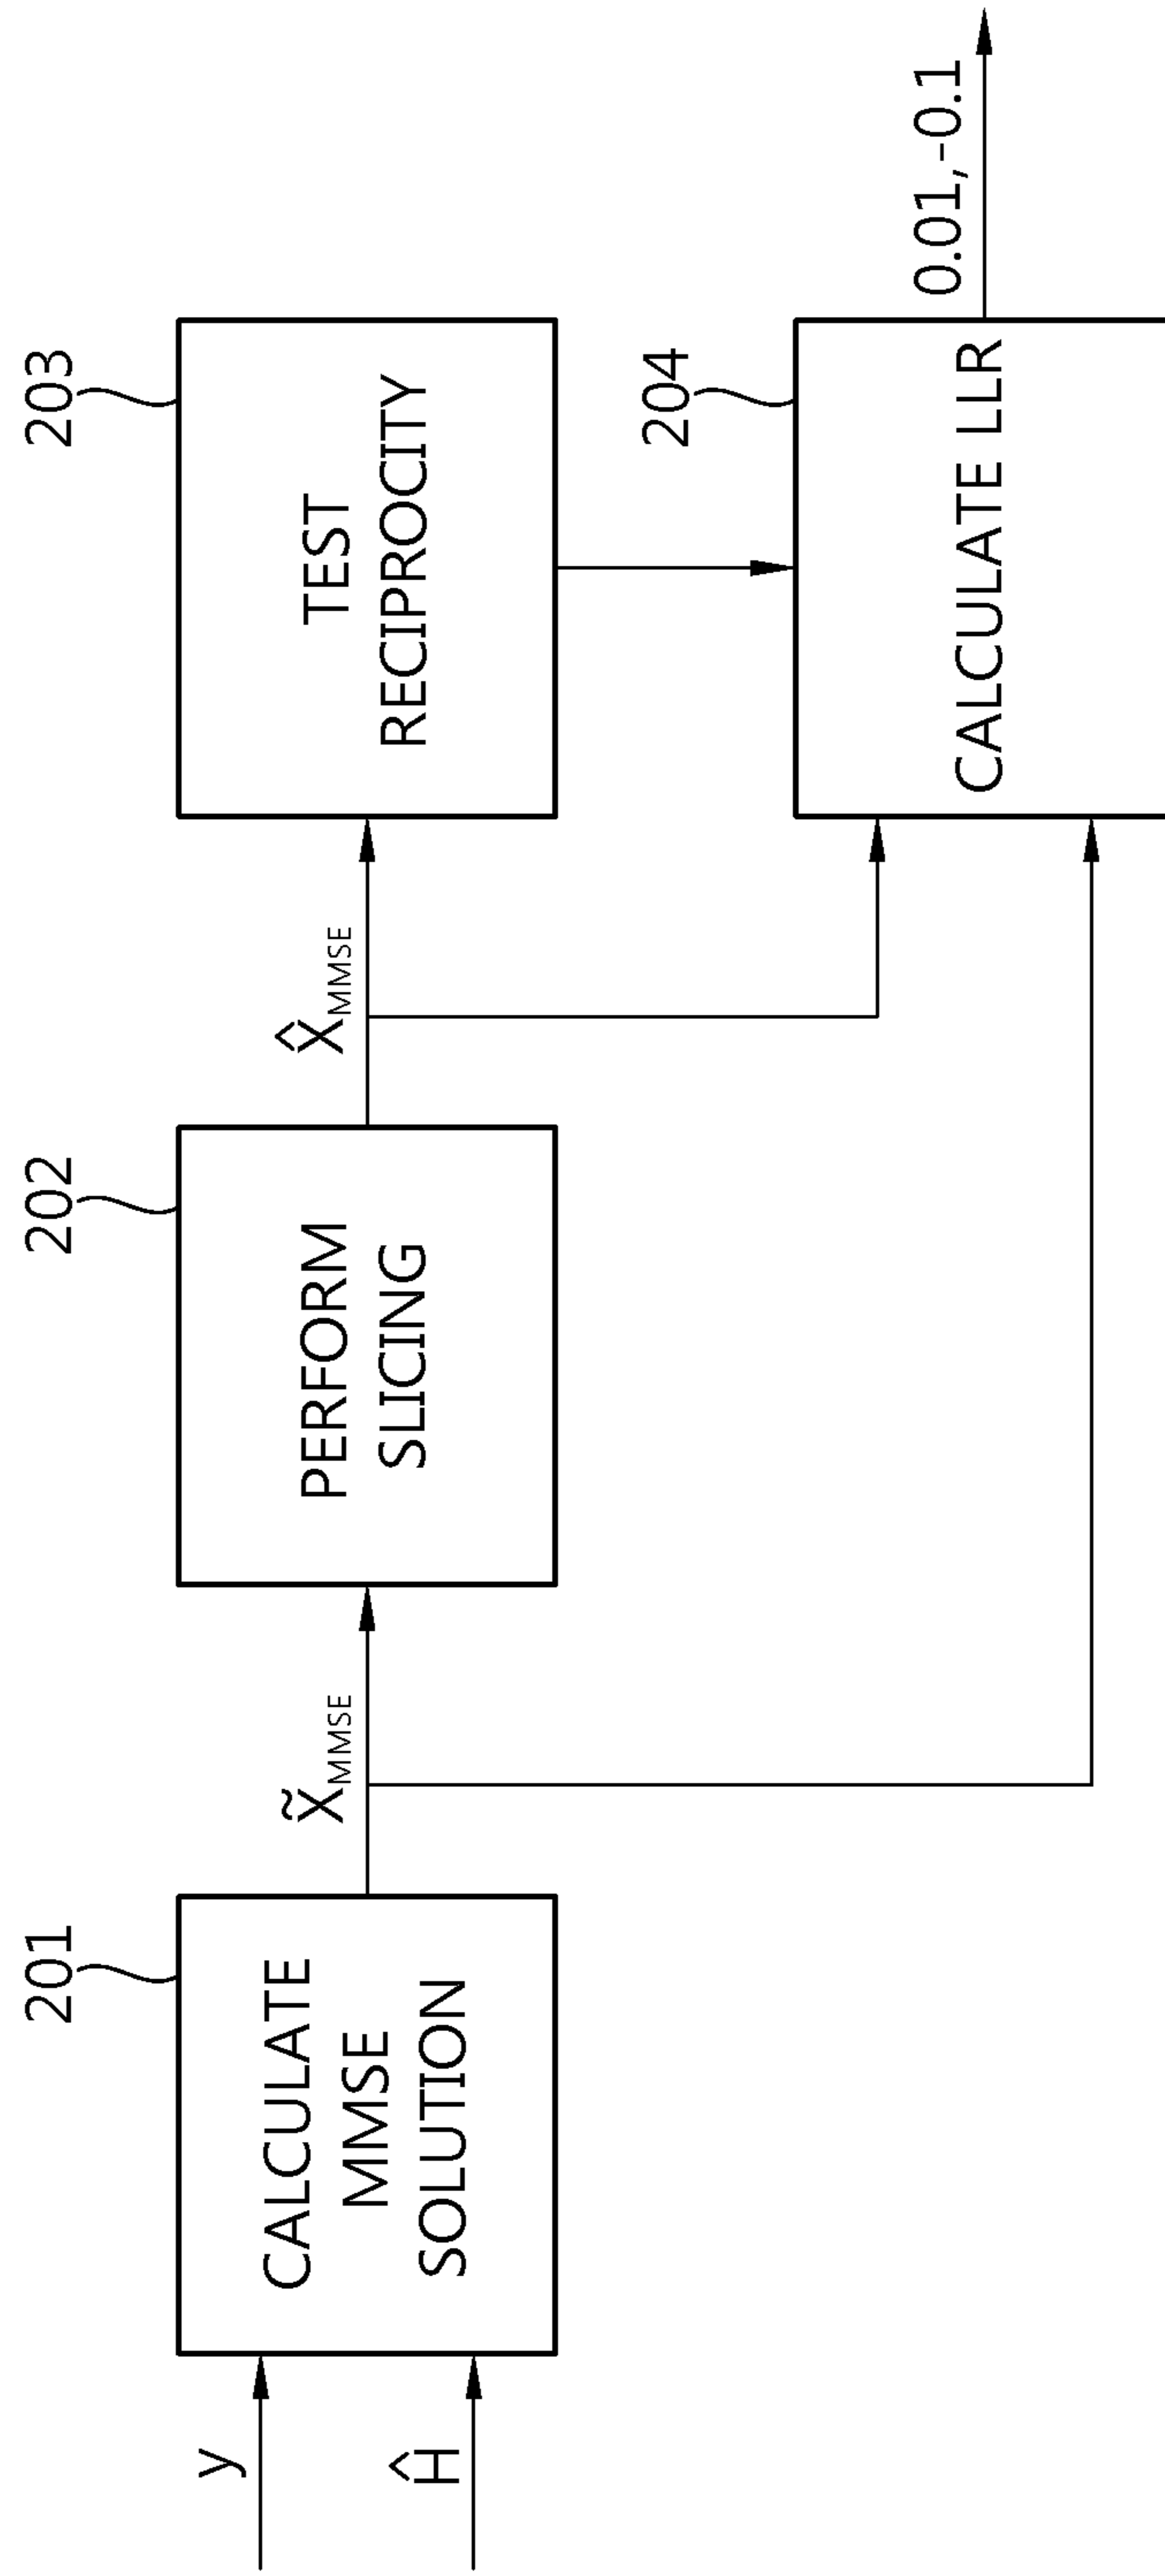 y
Ĥ
201
CALCULATE
MMSE
SOLUTION
X̃MMSE
202
PERFORM
SLICING
X̂MMSE
203
TEST
RECIPROCITY
204
CALCULATE LLR
0.01,-0.1